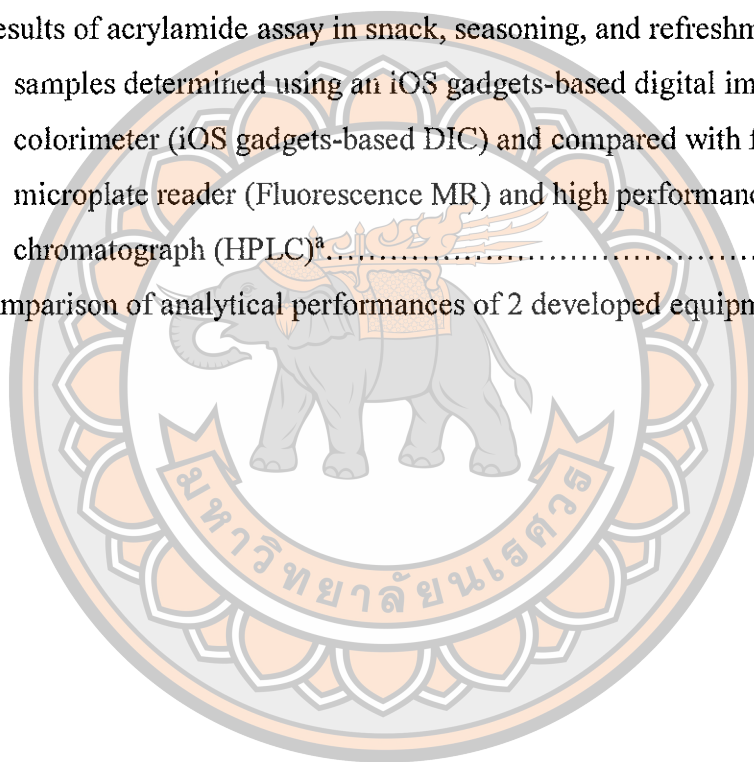 esults of acrylamide assay in snack, seasoning, and refreshm
samples determined using an iOS gadgets-based digital im
colorimeter (iOS gadgets-based DIC) and compared with f
microplate reader (Fluorescence MR) and high performanc
chromatograph (HPLC)ª.......................................
mparison of analytical performances of 2 developed equipm
มหาวิทยาลัยนเรศวร